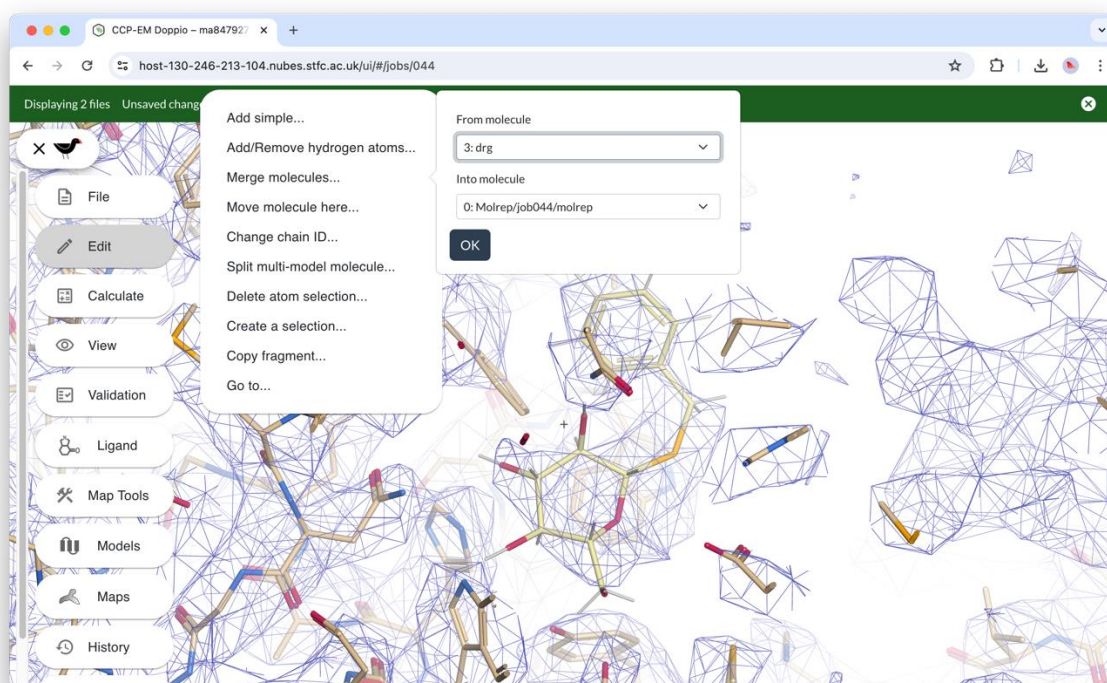 CCP-EM Doppio – ma847927
host-130-246-213-104.nubes.stfc.ac.uk/ui/#/jobs/044
Displaying 2 files Unsaved chang
File
Edit
Calculate
View
Validation
Ligand
Map Tools
Models
Maps
History
Add simple...
Add/Remove hydrogen atoms...
Merge molecules...
Move molecule here...
Change chain ID...
Split multi-model molecule...
Delete atom selection...
Create a selection...
Copy fragment...
Go to...
From molecule
3: drg
Into molecule
0: Molrep/job044/molrep
OK